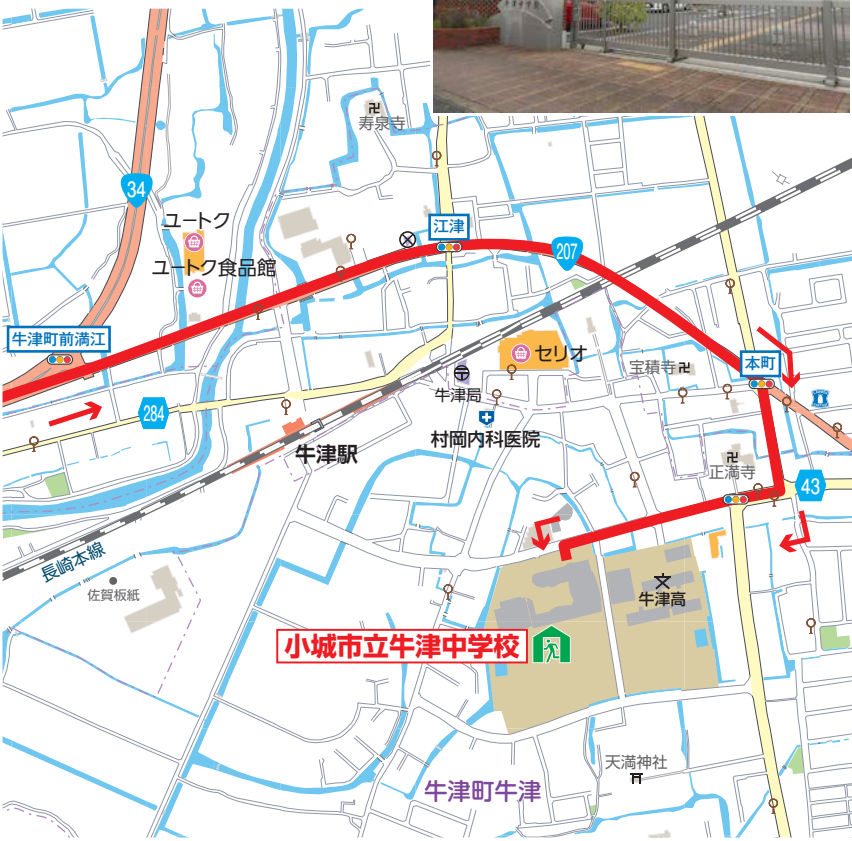 寿泉寺
34
ユートク
ユートク食品館
江津
207
牛津町前満江
セリオ
宝積寺
本町
284
牛津局
村岡内科医院
牛津駅
正満寺
43
長崎本線
佐賀板紙
牛津高
小城市立牛津中学校
天満神社
牛津町牛津